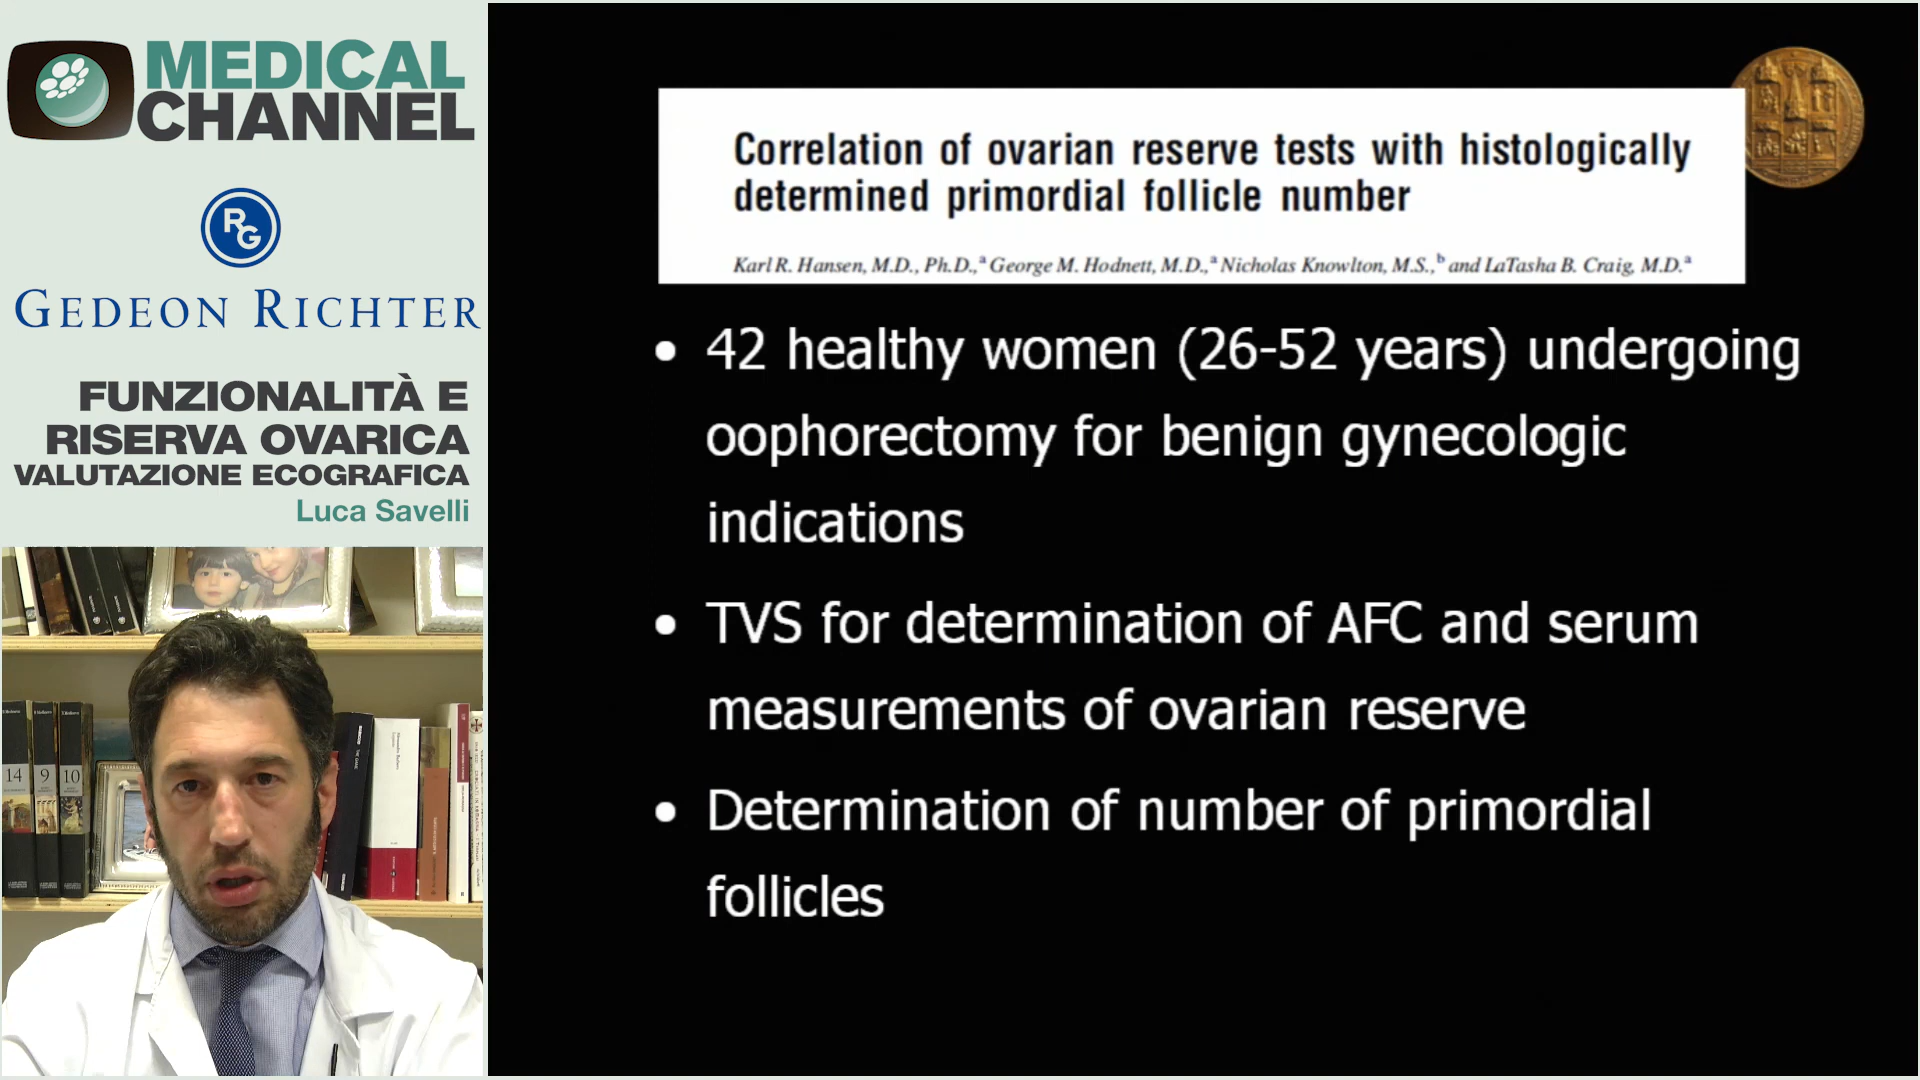 MEDICAL
CHANNEL
RG
GEDEON RICHTER
FUNZIONALITÀ E
RISERVA OVARICA
VALUTAZIONE ECOGRAFICA
Luca Savelli
14 9 10
Correlation of ovarian reserve tests with histologically
determined primordial follicle number
Karl R. Hansen, M.D., Ph.D.,ª George M. Hodnett, M.D.,ª Nicholas Knowlton, M.S.,ᵇ and LaTasha B. Craig, M.D.ª
• 42 healthy women (26-52 years) undergoing
oophorectomy for benign gynecologic
indications
• TVS for determination of AFC and serum
measurements of ovarian reserve
• Determination of number of primordial
follicles